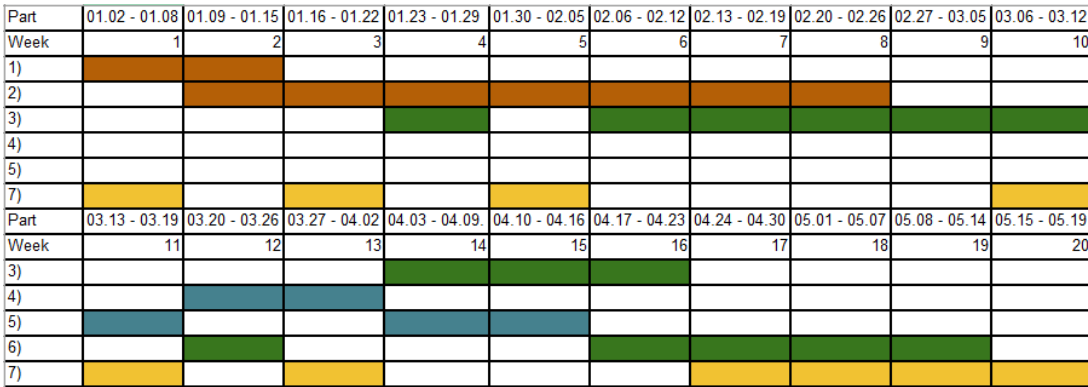 Part 01.02 - 01.08 01.09 - 01.15 01.16 - 01.22 01.23 - 01.29 01.30 - 02.05 02.06 - 02.12 02.13 - 02.19 02.20 - 02.26 02.27 - 03.05 03.06 - 03.12
Week 1 2 3 4 5 6 7 8 9 10
1)
2)
3)
4)
5)
7)
Part 03.13 - 03.19 03.20 - 03.26 03.27 - 04.02 04.03 - 04.09. 04.10 - 04.16 04.17 - 04.23 04.24 - 04.30 05.01 - 05.07 05.08 - 05.14 05.15 - 05.19
Week 11 12 13 14 15 16 17 18 19 20
3)
4)
5)
6)
7)